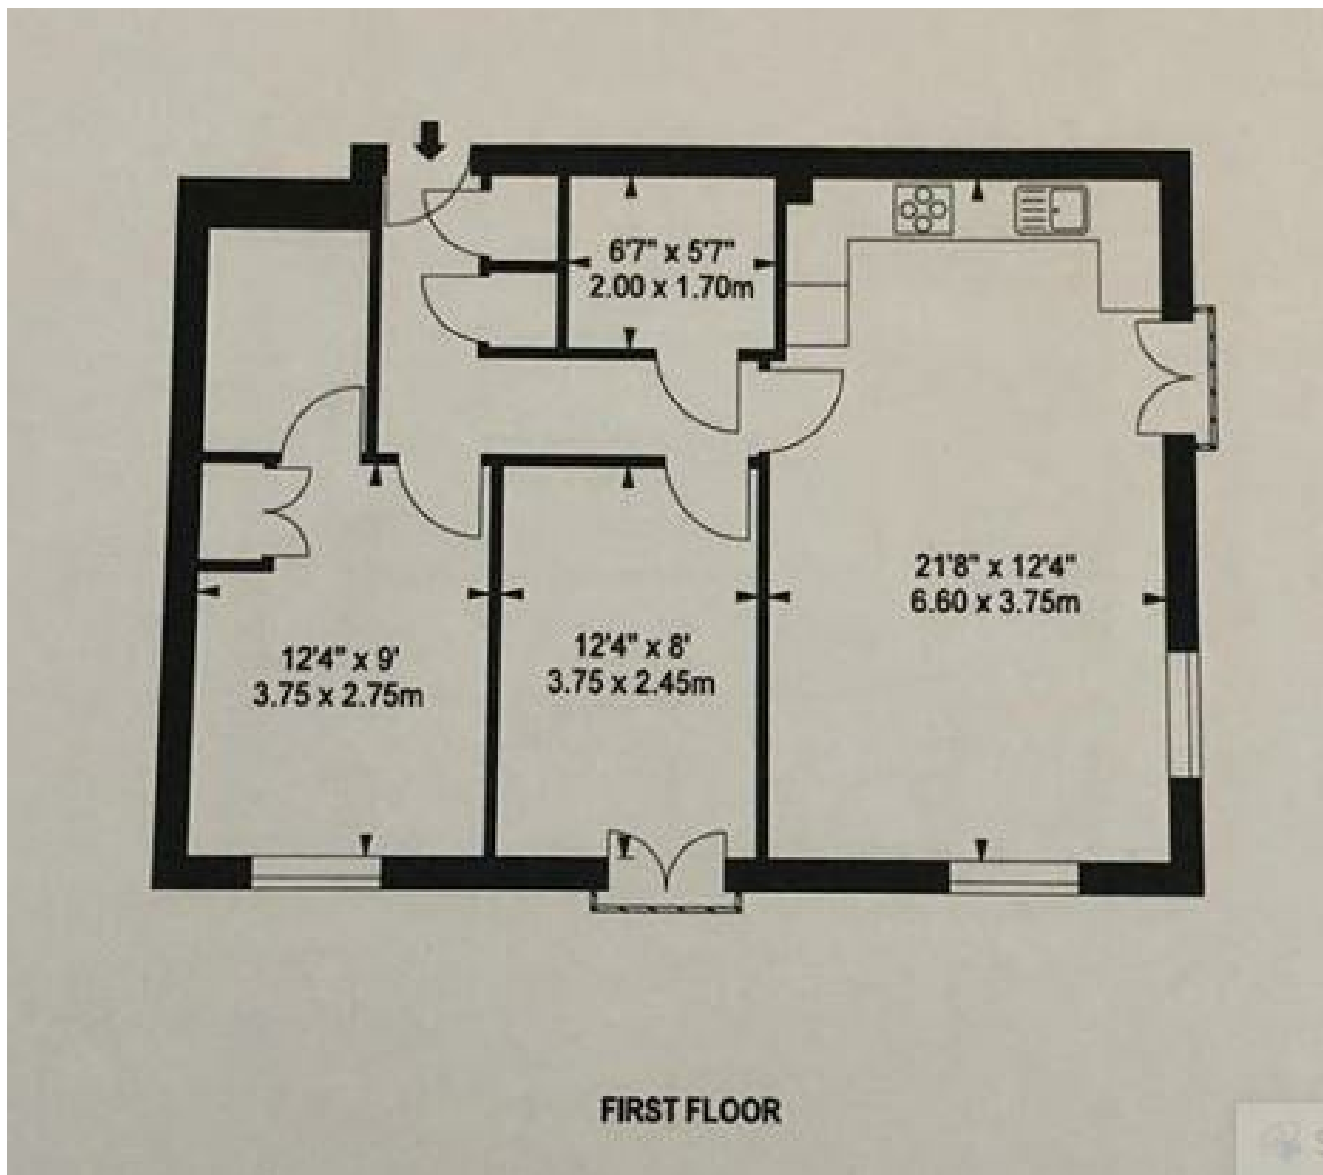 6'7" x 5'7"
2.00 x 1.70m
21'8" x 12'4"
6.60 x 3.75m
12'4" x 9'
3.75 x 2.75m
12'4" x 8'
3.75 x 2.45m
FIRST FLOOR